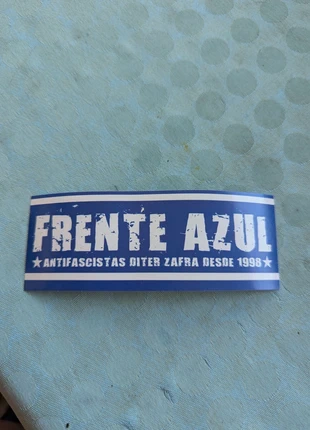 FRENTE AZUL
★ANTIFASCISTAS DITER ZAFRA DESDE 1998★